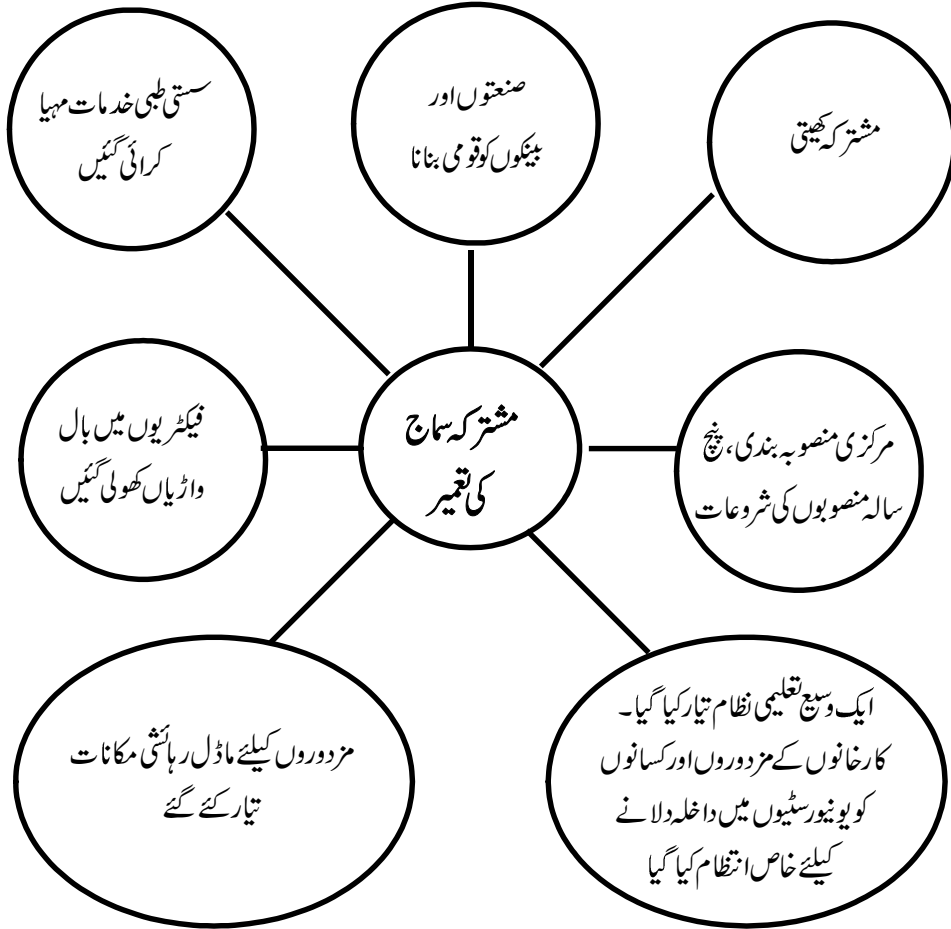 مشترکہ کھیتی
صنعتوں اور
بینکوں کو قومی بنانا
سستی طبی خدمات مہیا
کرائی گئیں
مشترکہ سماج
کی تعمیر
مرکزی منصوبہ بندی، پنچ
سالہ منصوبوں کی شروعات
فیکٹریوں میں بال
واڑیاں کھولی گئیں
ایک وسیع تعلیمی نظام تیار کیا گیا۔
کارخانوں کے مزدوروں اور کسانوں
کو یونیورسٹیوں میں داخلہ دلانے
کیلئے خاص انتظام کیا گیا
مزدوروں کیلئے ماڈل رہائشی مکانات
تیار کئے گئے